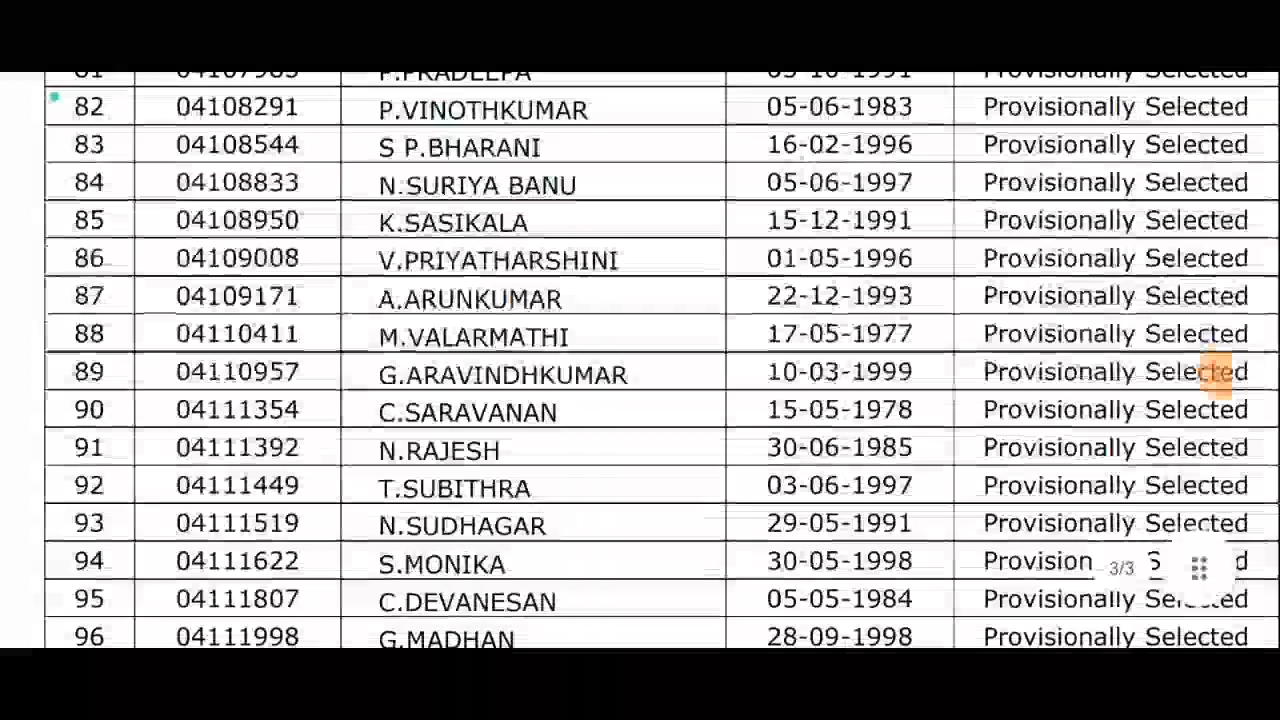 P.PRADEEPA Provisionally Selected
82 04108291 P.VINOTHKUMAR 05-06-1983 Provisionally Selected
83 04108544 S P.BHARANI 16-02-1996 Provisionally Selected
84 04108833 N.SURIYA BANU 05-06-1997 Provisionally Selected
85 04108950 K.SASIKALA 15-12-1991 Provisionally Selected
86 04109008 V.PRIYATHARSHINI 01-05-1996 Provisionally Selected
87 04109171 A.ARUNKUMAR 22-12-1993 Provisionally Selected
88 04110411 M.VALARMATHI 17-05-1977 Provisionally Selected
89 04110957 G.ARAVINDHKUMAR 10-03-1999 Provisionally Selected
90 04111354 C.SARAVANAN 15-05-1978 Provisionally Selected
91 04111392 N.RAJESH 30-06-1985 Provisionally Selected
92 04111449 T.SUBITHRA 03-06-1997 Provisionally Selected
93 04111519 N.SUDHAGAR 29-05-1991 Provisionally Selected
94 04111622 S.MONIKA 30-05-1998 Provision 3/3 S d
95 04111807 C.DEVANESAN 05-05-1984 Provisionally Selected
96 04111998 G.MADHAN 28-09-1998 Provisionally Selected